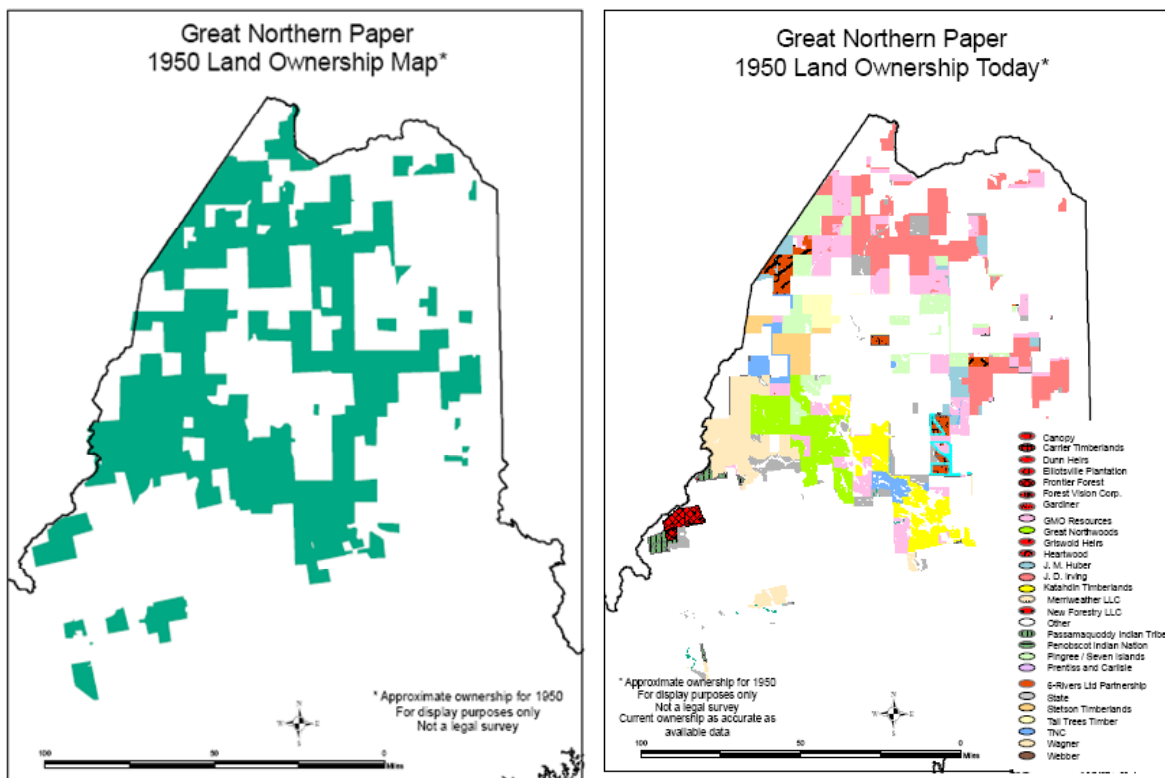 Great Northern Paper
1950 Land Ownership Map*
* Approximate ownership for 1950
For display purposes only
Not a legal survey
N
W
E
S
100
50
0
Miles
Great Northern Paper
1950 Land Ownership Today*
Canopy
Carrier Timberlands
Dunn Heirs
Elliotsville Plantation
Frontier Forest
Forest Vision Corp.
Gardiner
GMO Resources
Great Northwoods
Griswold Heirs
Heartwood
J. M. Huber
J. D. Irving
Katahdin Timberlands
Merriweather LLC
New Forestry LLC
Other
Passamaquoddy Indian Tribe
Penobscot Indian Nation
Pingree / Seven Islands
Prentiss and Carlisle
6-Rivers Ltd Partnership
State
Stetson Timberlands
Tall Trees Timber
TNC
Wagner
Webber
* Approximate ownership for 1950
For display purposes only
Not a legal survey
Current ownership as accurate as
available data
N
W
E
S
100
50
0
Miles